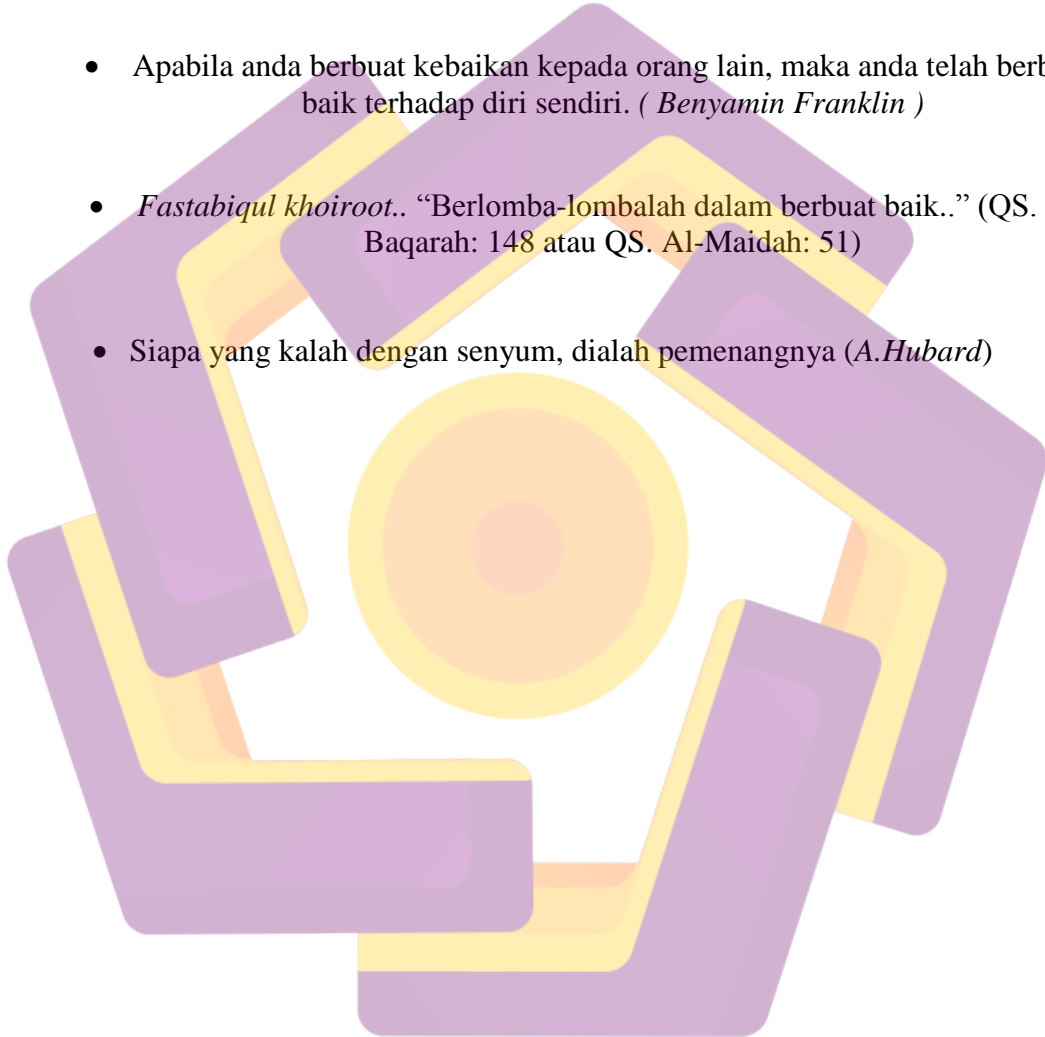 • Apabila anda berbuat kebaikan kepada orang lain, maka anda telah berb
baik terhadap diri sendiri. ( Benyamin Franklin )
• Fastabiqul khoiroot.. “Berlomba-lombalah dalam berbuat baik..” (QS.
Baqarah: 148 atau QS. Al-Maidah: 51)
• Siapa yang kalah dengan senyum, dialah pemenangnya (A.Hubard)